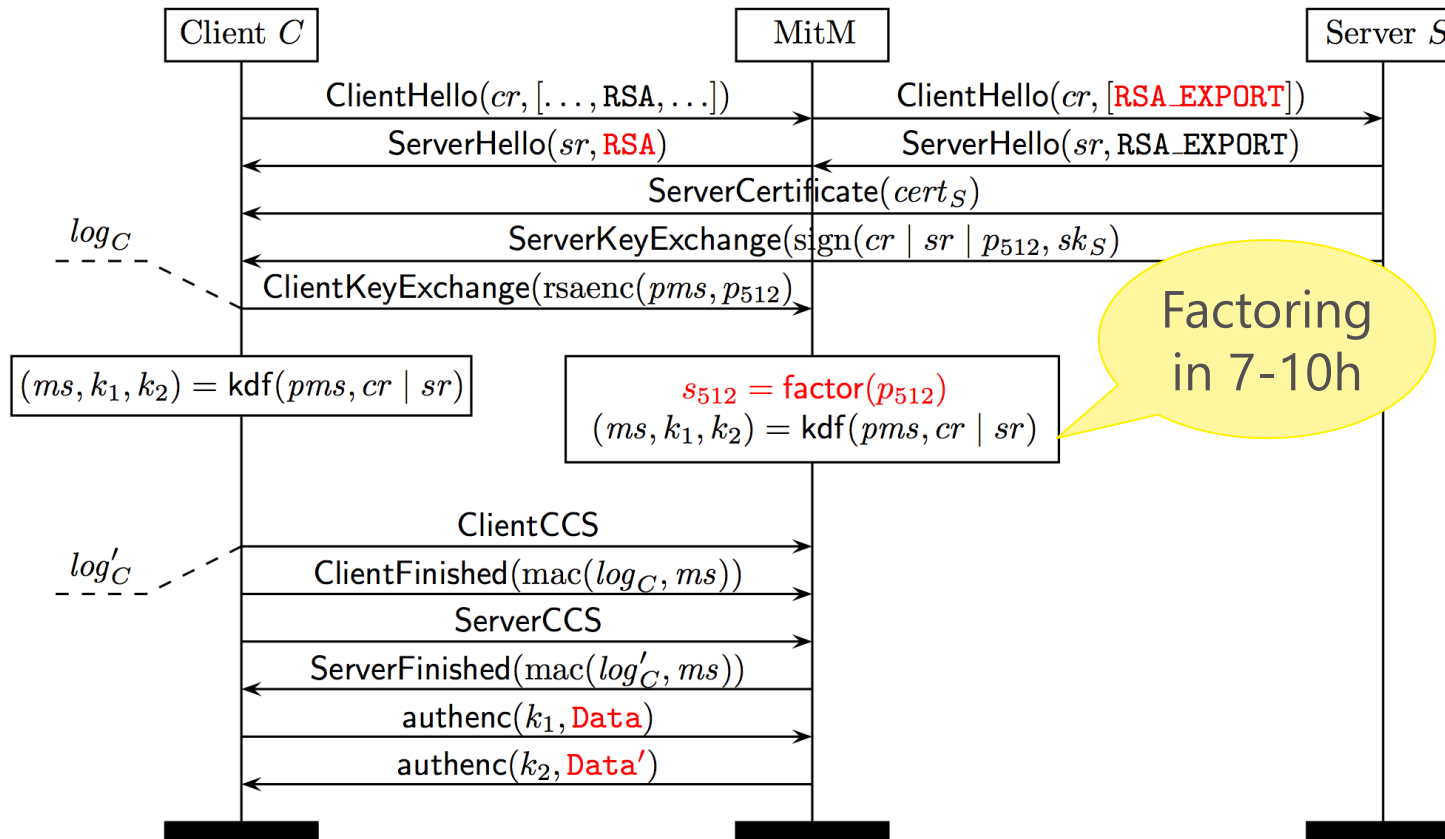 Client C
MitM
Server S
ClientHello(cr, [..., RSA, ...])
ClientHello(cr, [RSA_EXPORT])
ServerHello(sr, RSA)
ServerHello(sr, RSA_EXPORT)
ServerCertificate(cert_S)
log_C
ServerKeyExchange(sign(cr | sr | p_512, sk_S)
ClientKeyExchange(rsaenc(pms, p_512)
Factoring
in 7-10h
(ms, k_1, k_2) = kdf(pms, cr | sr)
s_512 = factor(p_512)
(ms, k_1, k_2) = kdf(pms, cr | sr)
ClientCCS
log′_C
ClientFinished(mac(log_C, ms))
ServerCCS
ServerFinished(mac(log′_C, ms))
authenc(k_1, Data)
authenc(k_2, Data′)